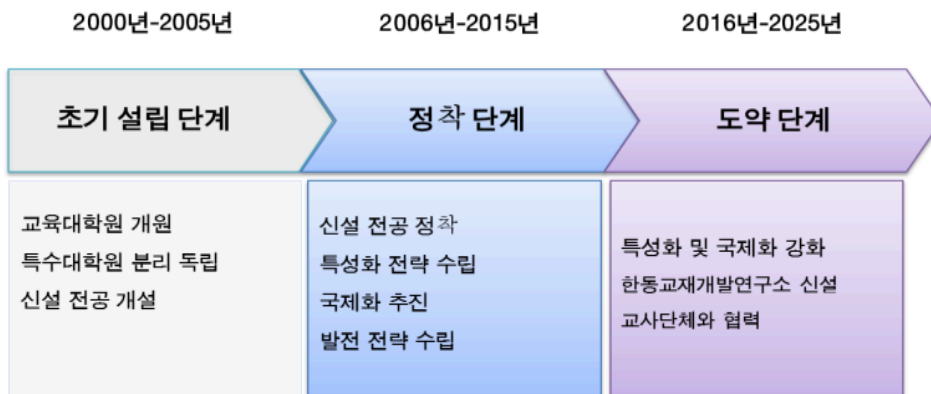 2000년-2005년
2006년-2015년
2016년-2025년
초기 설립 단계
정착 단계
도약 단계
교육대학원 개원
특수대학원 분리 독립
신설 전공 개설
신설 전공 정착
특성화 전략 수립
국제화 추진
발전 전략 수립
특성화 및 국제화 강화
한동교재개발연구소 신설
교사단체와 협력